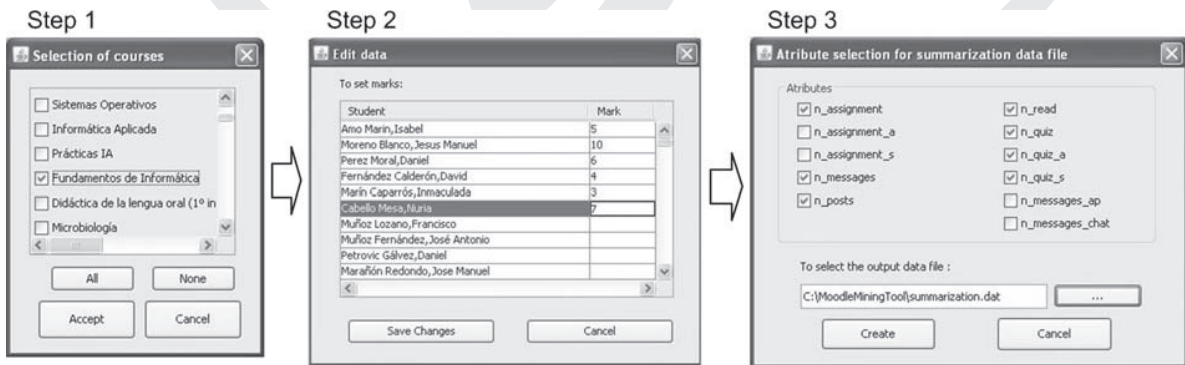 Step 1
Selection of courses
Sistemas Operativos
Informática Aplicada
Prácticas IA
Fundamentos de Informática
Didáctica de la lengua oral (1º in
Microbiología
All None
Accept Cancel
Step 2
Edit data
To set marks:
Student Mark
Amo Marin,Isabel 5
Moreno Blanco,Jesus Manuel 10
Perez Moral,Daniel 6
Fernández Calderón,David 4
Marín Caparrós,Inmaculada 3
Cabello Mesa,Nuria 7
Muñoz Lozano,Francisco
Muñoz Fernández,José Antonio
Petrovic Gálvez,Daniel
Marañón Redondo,Jose Manuel
Save Changes Cancel
Step 3
Atribute selection for summarization data file
Atributes
n_assignment n_read
n_assignment_a n_quiz
n_assignment_s n_quiz_a
n_messages n_quiz_s
n_posts n_messages_ap
n_messages_chat
To select the output data file :
C:\MoodleMiningTool\summarization.dat ...
Create Cancel